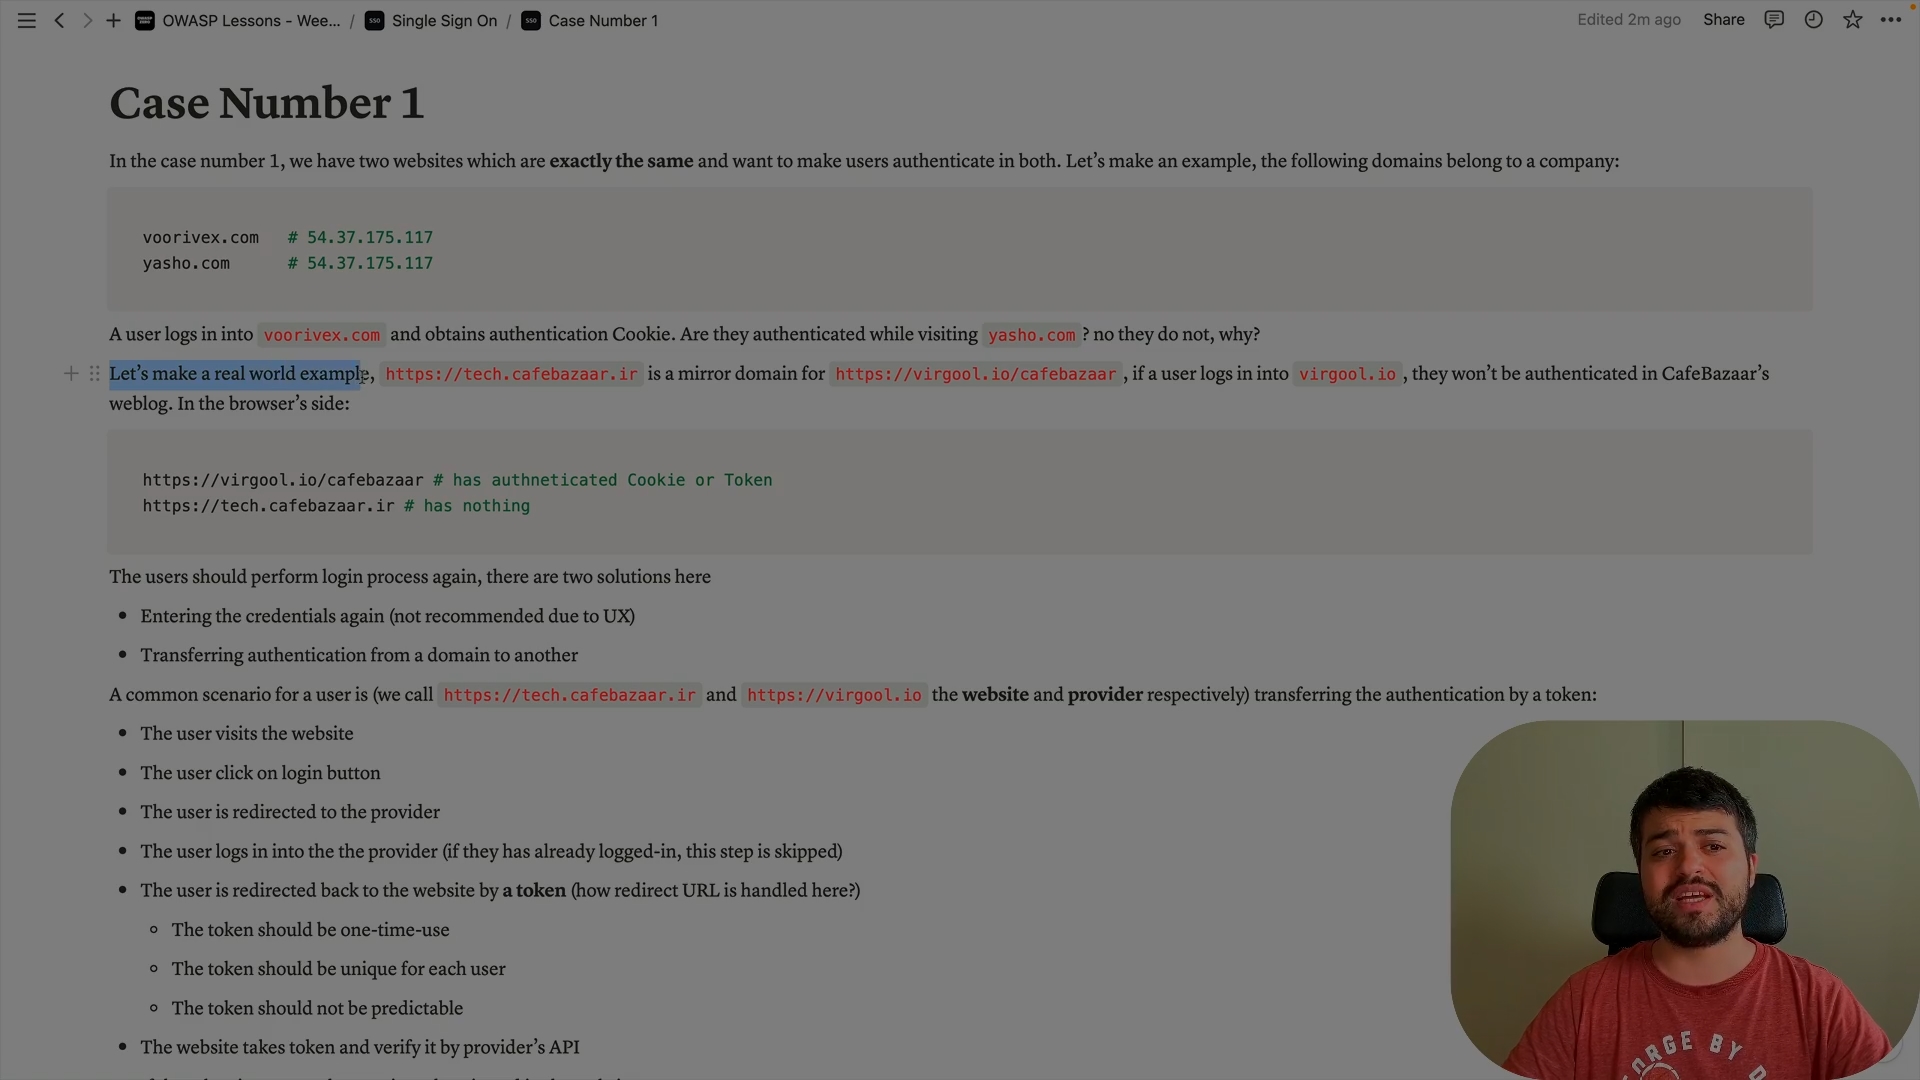 OWASP Lessons - Wee... / SSO Single Sign On / SSO Case Number 1
Edited 2m ago Share
Case Number 1
In the case number 1, we have two websites which are exactly the same and want to make users authenticate in both. Let's make an example, the following domains belong to a company:
voorivex.com # 54.37.175.117
yasho.com # 54.37.175.117
A user logs in into voorivex.com and obtains authentication Cookie. Are they authenticated while visiting yasho.com? no they do not, why?
Let's make a real world example, https://tech.cafebazaar.ir is a mirror domain for https://virgool.io/cafebazaar, if a user logs in into virgool.io, they won't be authenticated in CafeBazaar's
weblog. In the browser's side:
https://virgool.io/cafebazaar # has authneticated Cookie or Token
https://tech.cafebazaar.ir # has nothing
The users should perform login process again, there are two solutions here
• Entering the credentials again (not recommended due to UX)
• Transferring authentication from a domain to another
A common scenario for a user is (we call https://tech.cafebazaar.ir and https://virgool.io the website and provider respectively) transferring the authentication by a token:
• The user visits the website
• The user click on login button
• The user is redirected to the provider
• The user logs in into the the provider (if they has already logged-in, this step is skipped)
• The user is redirected back to the website by a token (how redirect URL is handled here?)
◦ The token should be one-time-use
◦ The token should be unique for each user
◦ The token should not be predictable
• The website takes token and verify it by provider's API
ORGE BY